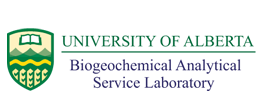 UNIVERSITY OF ALBERTA
Biogeochemical Analytical
Service Laboratory